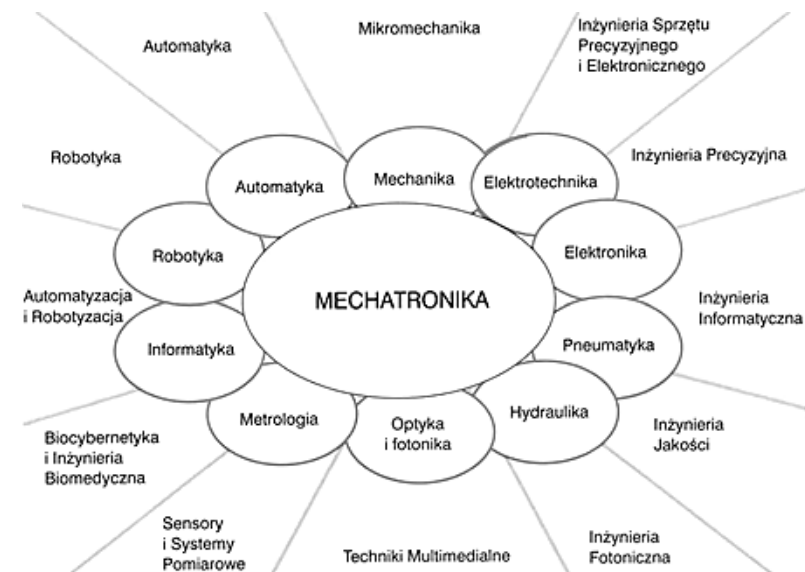 Mikromechanika
Automatyka
Inżynieria Sprzętu
Precyzyjnego
i Elektronicznego
Robotyka
Inżynieria Precyzyjna
Automatyka
Mechanika
Elektrotechnika
Robotyka
Elektronika
Automatyzacja
i Robotyzacja
MECHATRONIKA
Inżynieria
Informatyczna
Informatyka
Pneumatyka
Metrologia
Optyka
i fotonika
Hydraulika
Inżynieria
Jakości
Biocybernetyka
i Inżynieria
Biomedyczna
Sensory
i Systemy
Pomiarowe
Techniki Multimedialne
Inżynieria
Fotoniczna